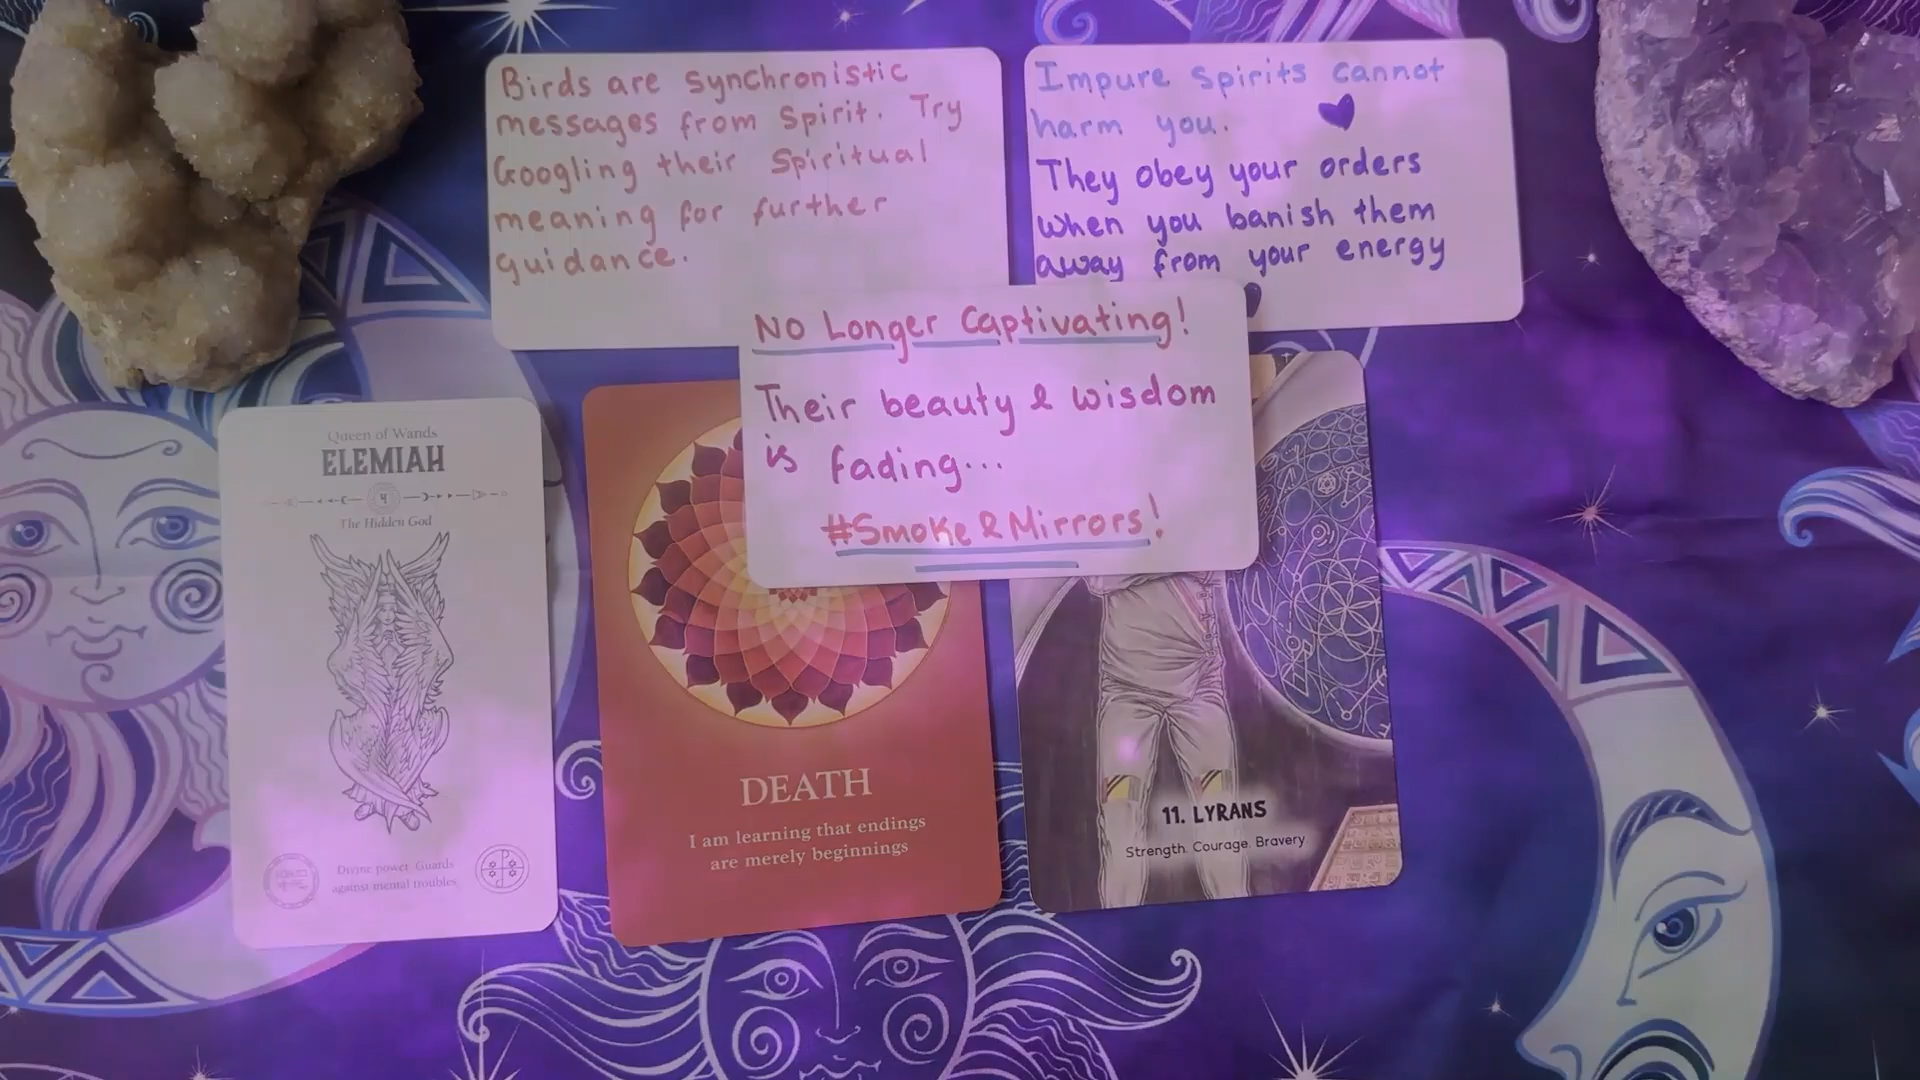 Birds are synchronistic
messages from Spirit. Try
Googling their Spiritual
meaning for further
guidance.
Impure Spirits cannot
harm you.
They obey your orders
when you banish them
away from your energy
No Longer Captivating!
Their beauty & wisdom
is fading...
#Smoke&Mirrors!
Queen of Wands
ELEMIAH
4
The Hidden God
Divine power. Guards
against mental troubles.
DEATH
I am learning that endings
are merely beginnings
11. LYRANS
Strength. Courage. Bravery